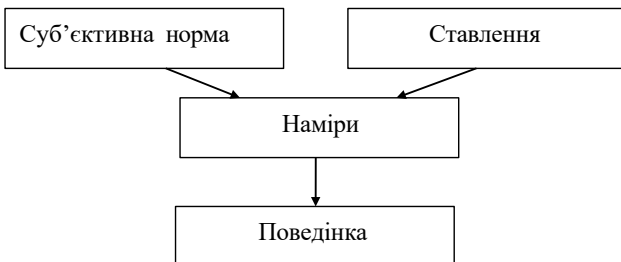 Суб’єктивна норма
Ставлення
Наміри
Поведінка